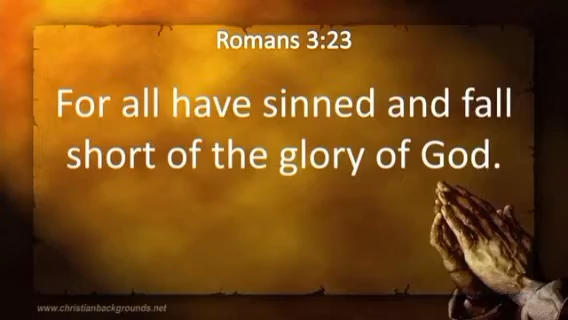 Romans 3:23
For all have sinned and fall
short of the glory of God.
www.christianbackgrounds.net